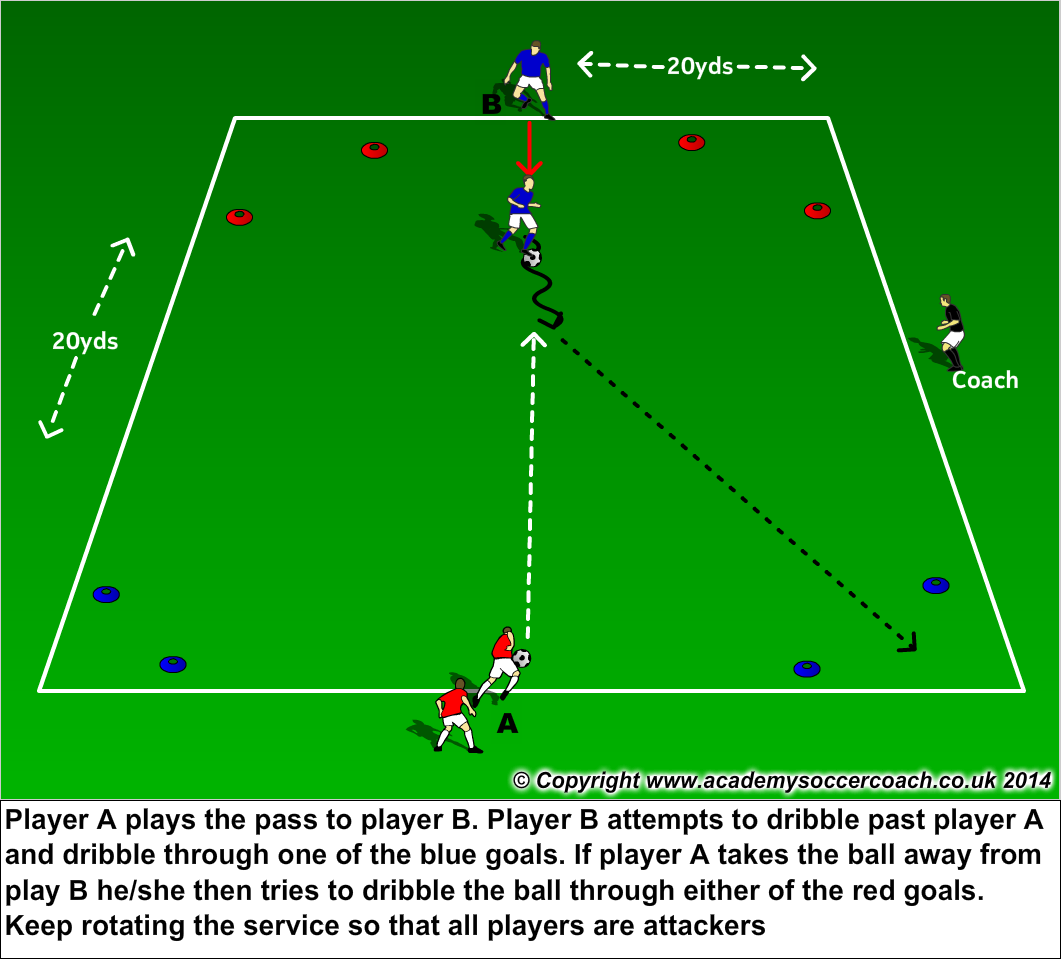 20yds
B
20yds
Coach
A
© Copyright www.academysoccercoach.co.uk 2014
Player A plays the pass to player B. Player B attempts to dribble past player A
and dribble through one of the blue goals. If player A takes the ball away from
play B he/she then tries to dribble the ball through either of the red goals.
Keep rotating the service so that all players are attackers